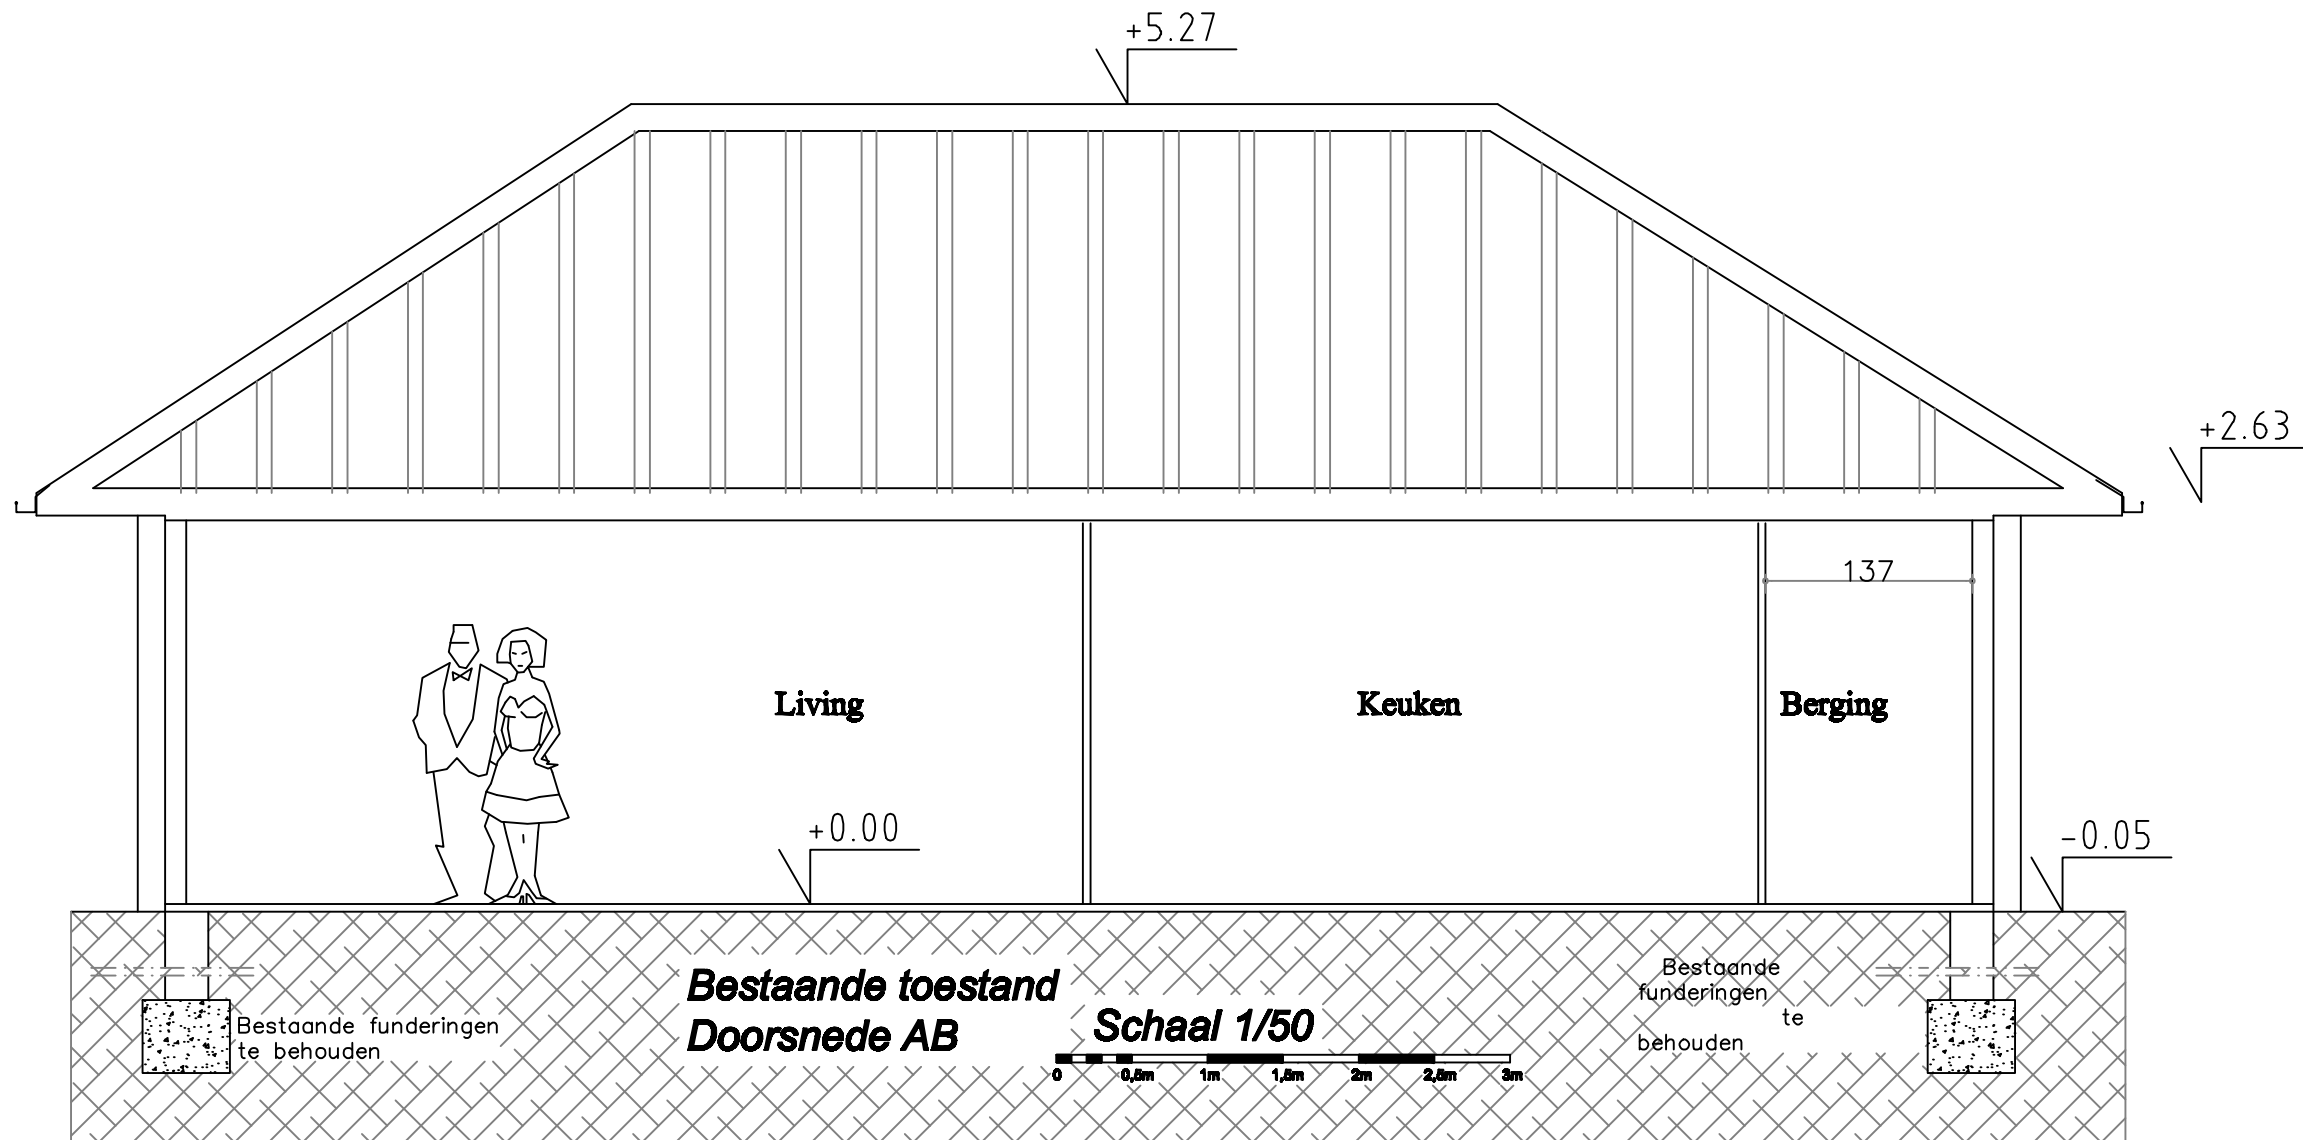 +5.27
+2.63
137
Living
Keuken
Berging
+0.00
-0.05
Bestaande toestand
Doorsnede AB
Schaal 1/50
0 0,5m 1m 1,5m 2m 2,5m 3m
Bestaande funderingen
te behouden
Bestaande
funderingen
te
behouden